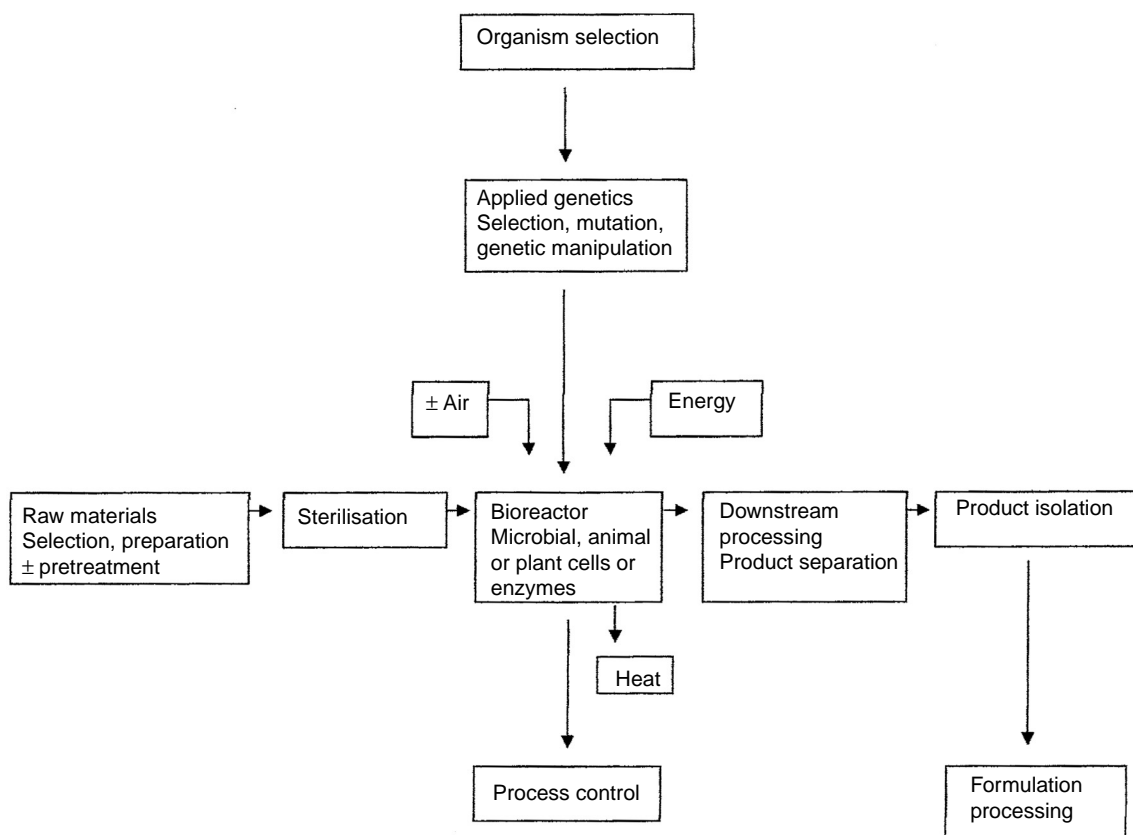 Organism selection
Applied genetics
Selection, mutation,
genetic manipulation
± Air
Energy
Raw materials
Selection, preparation
± pretreatment
Sterilisation
Bioreactor
Microbial, animal
or plant cells or
enzymes
Downstream
processing
Product separation
Product isolation
Heat
Process control
Formulation
processing